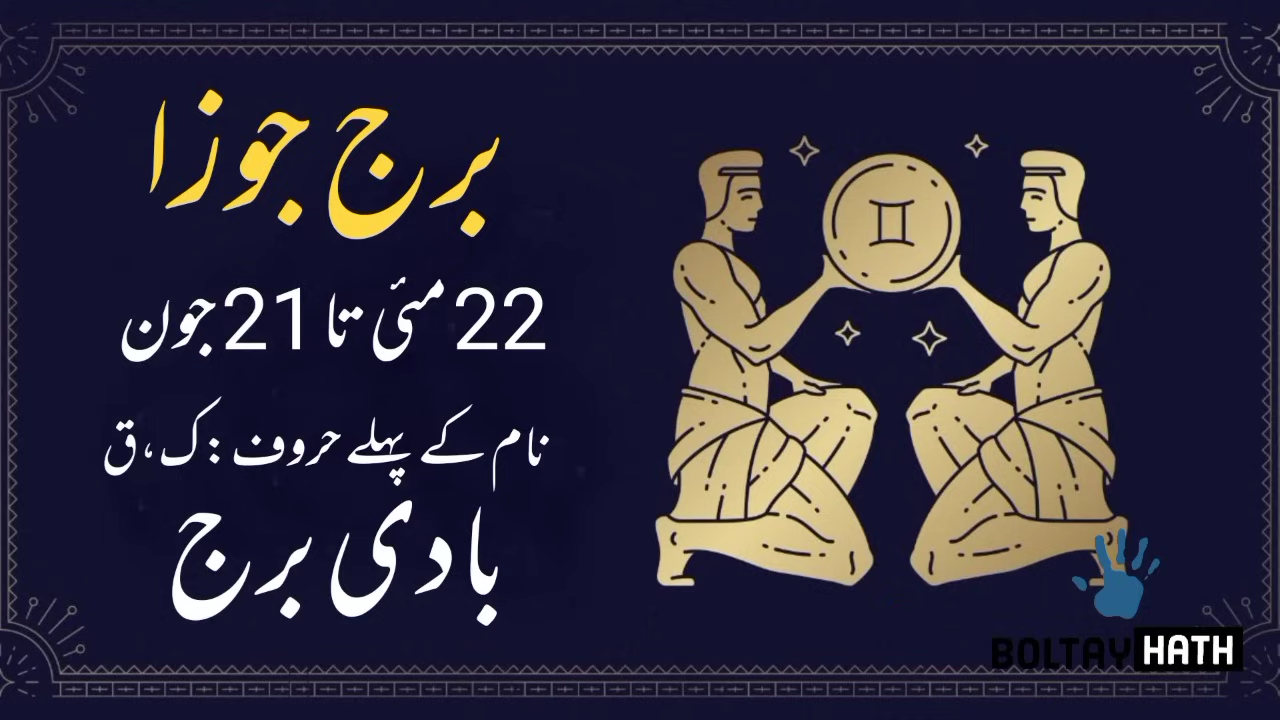 برج جوزا
22 مئی تا 21 جون
نام کے پہلے حروف : ک، ق
بادی برج
BOLTAY HATH